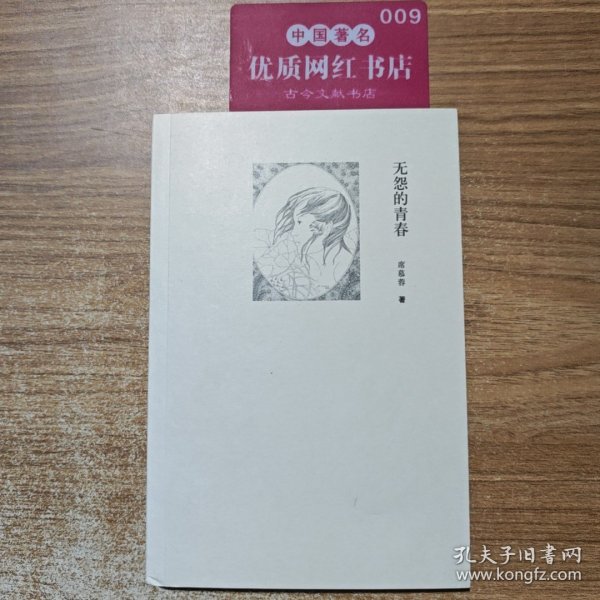 009
中国著名
优质网红书店
古今文献书店
无怨的青春
席慕蓉 著
孔夫子旧书网
www.kongfz.com